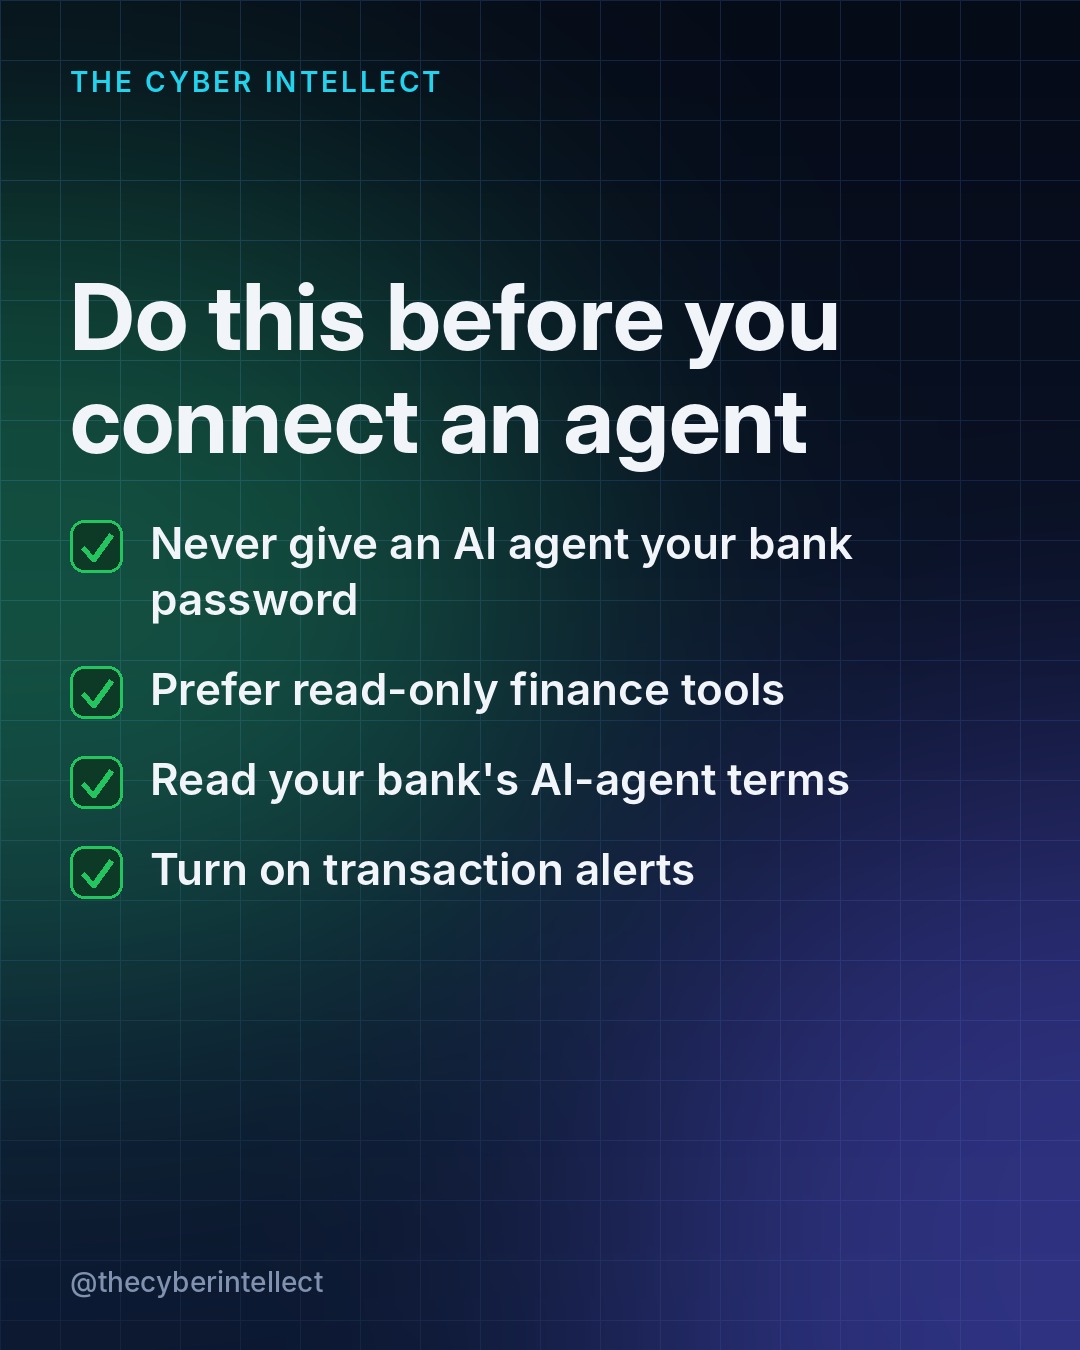 THE CYBER INTELLECT
Do this before you
connect an agent
Never give an AI agent your bank
password
Prefer read-only finance tools
Read your bank's AI-agent terms
Turn on transaction alerts
@thecyberintellect